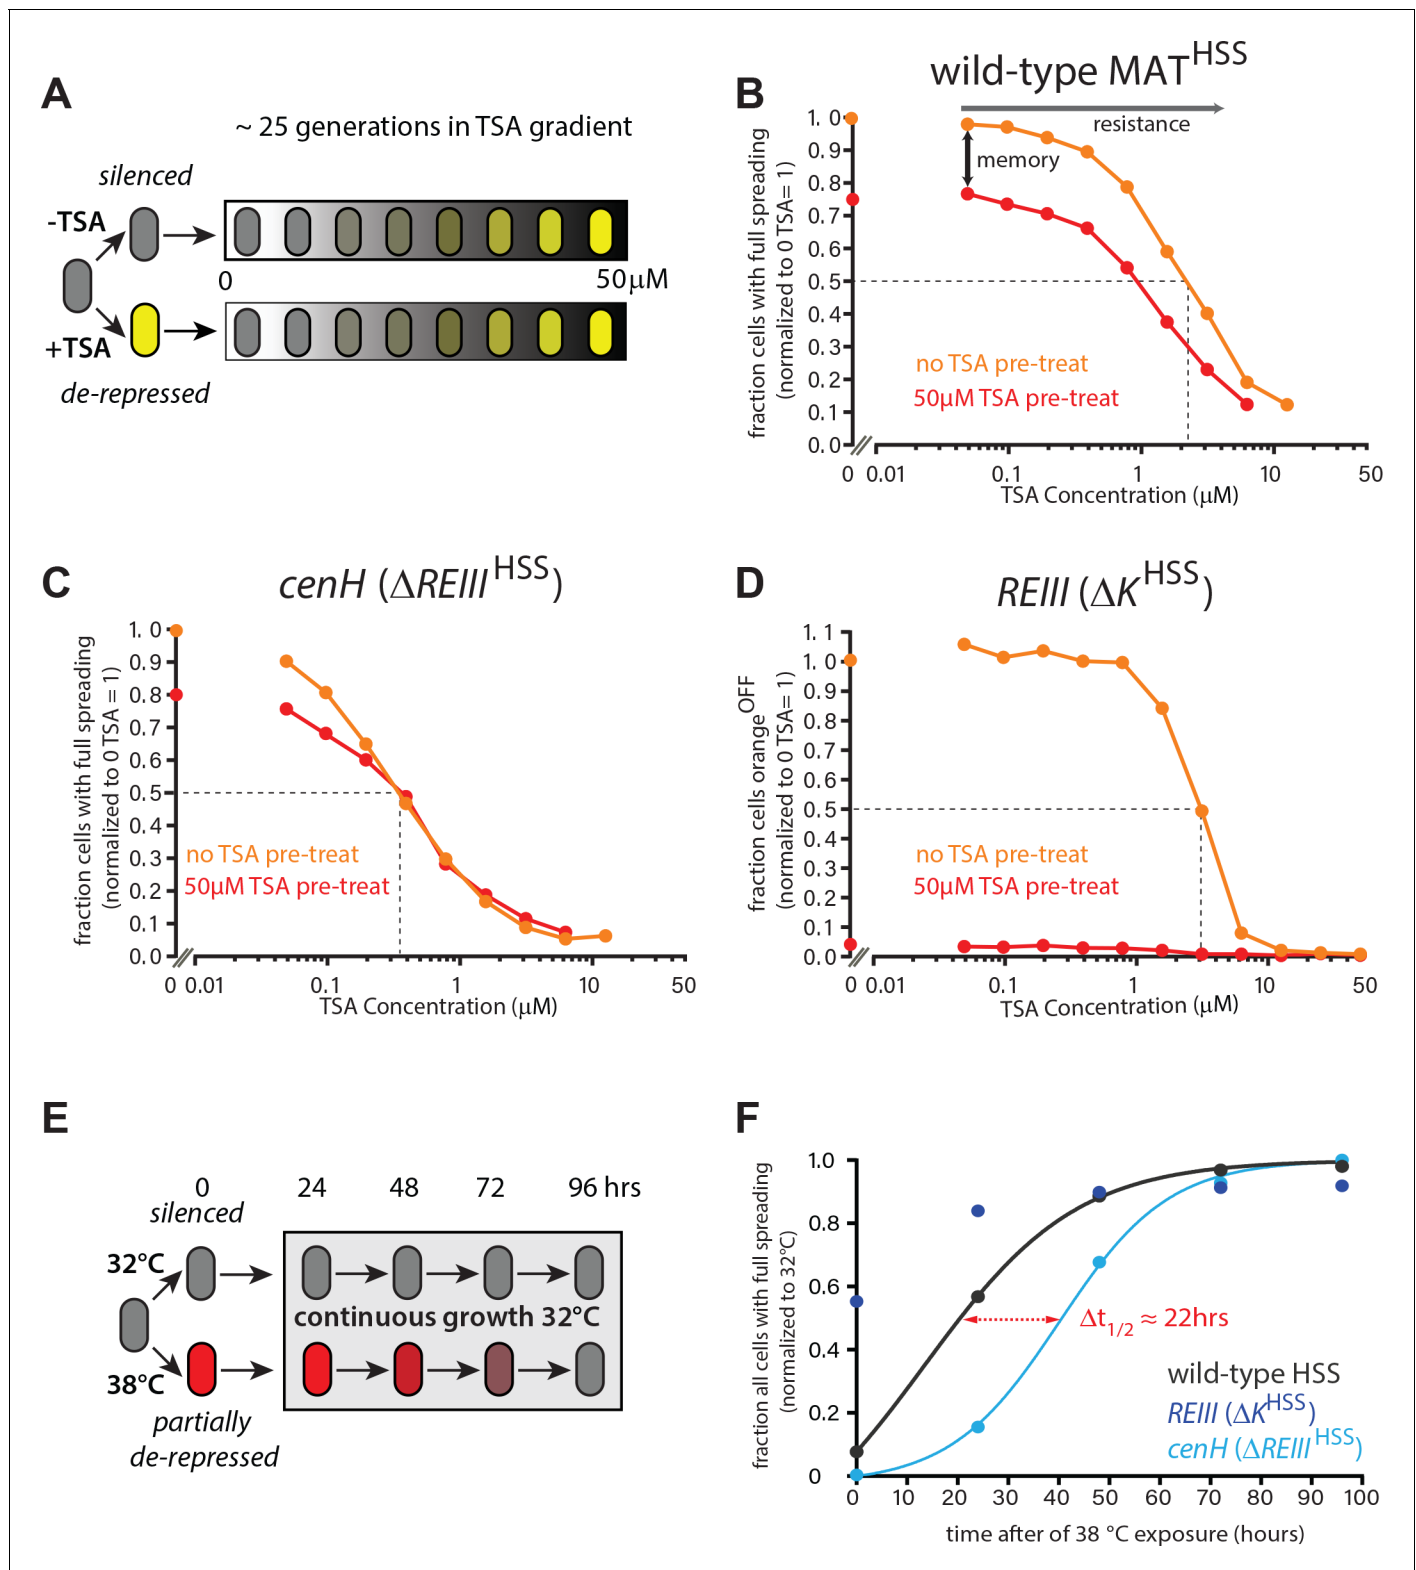 A
~ 25 generations in TSA gradient
silenced
-TSA
0
50µM
+TSA
de-repressed
B
wild-type MATHSS
resistance
memory
fraction cells with full spreading
(normalized to 0 TSA= 1)
1. 0
0.9
0.8
0.7
0.6
0.5
0.4
0.3
0.2
0.1
0.0
no TSA pre-treat
50µM TSA pre-treat
0 0.01 0.1 1 10 50
TSA Concentration (µM)
C
cenH (ΔREIIIHSS)
fraction cells with full spreading
(normalized to 0 TSA = 1)
1. 0
0.9
0.8
0.7
0.6
0.5
0.4
0.3
0.2
0.1
0.0
no TSA pre-treat
50µM TSA pre-treat
0 0.01 0.1 1 10 50
TSA Concentration (µM)
D
REIII (ΔKHSS)
fraction cells orangeOFF
(normalized to 0 TSA= 1)
1. 1
1. 0
0.9
0.8
0.7
0.6
0.5
0.4
0.3
0.2
0.1
0.0
no TSA pre-treat
50µM TSA pre-treat
0 0.01 0.1 1 10 50
TSA Concentration (µM)
E
0 24 48 72 96 hrs
silenced
32°C
continuous growth 32°C
38°C
partially
de-repressed
F
fraction all cells with full spreading
(normalized to 32°C)
1.0
0.8
0.6
0.4
0.2
0
Δt1/2 ≈ 22hrs
wild-type HSS
REIII (ΔKHSS)
cenH (ΔREIIIHSS)
0 10 20 30 40 50 60 70 80 90 100
time after of 38 °C exposure (hours)